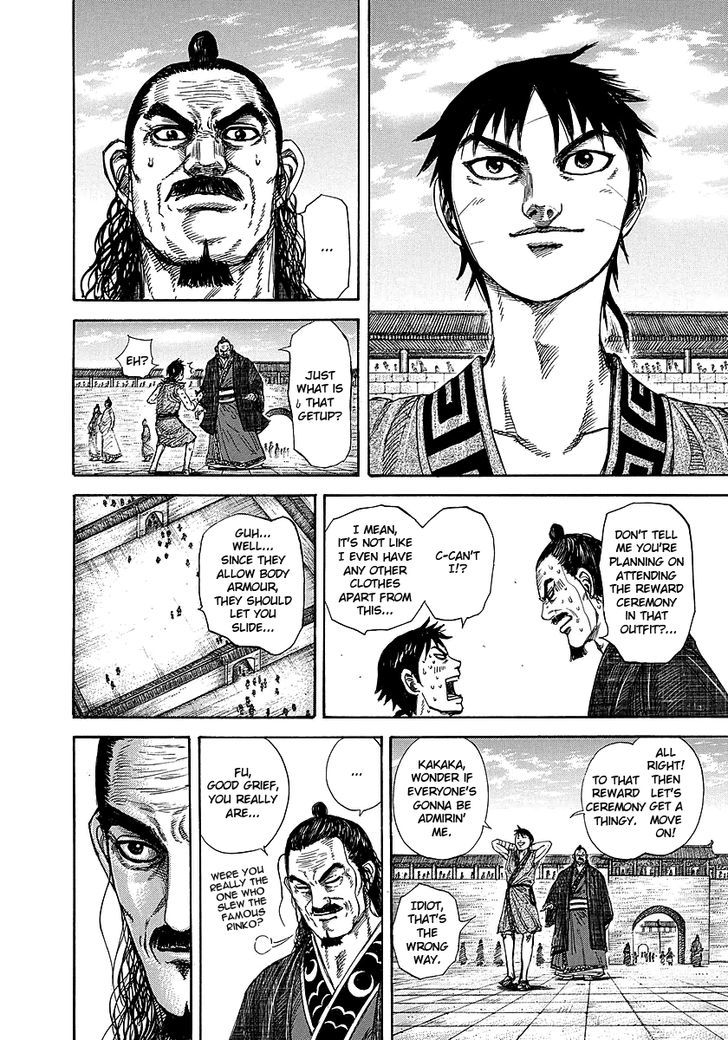 ...
JUST
WHAT IS
THAT
GETUP?
EH?
DON'T TELL
ME YOU'RE
PLANNING ON
ATTENDING
THE REWARD
CEREMONY
IN THAT
OUTFIT?...
C-CAN'T
I!?
I MEAN,
IT'S NOT LIKE
I EVEN HAVE
ANY OTHER
CLOTHES
APART FROM
THIS...
GUH...
WELL...
SINCE THEY
ALLOW BODY
ARMOUR,
THEY SHOULD
LET YOU
SLIDE...
ALL
RIGHT!
THEN
LET'S
GET A
MOVE
ON!
TO THAT
REWARD
CEREMONY
THINGY.
KAKAKA,
WONDER IF
EVERYONE'S
GONNA BE
ADMIRIN'
ME.
IDIOT,
THAT'S
THE
WRONG
WAY.
...
FU,
GOOD GRIEF,
YOU REALLY
ARE...
WERE YOU
REALLY THE
ONE WHO
SLEW THE
FAMOUS
RINKO?